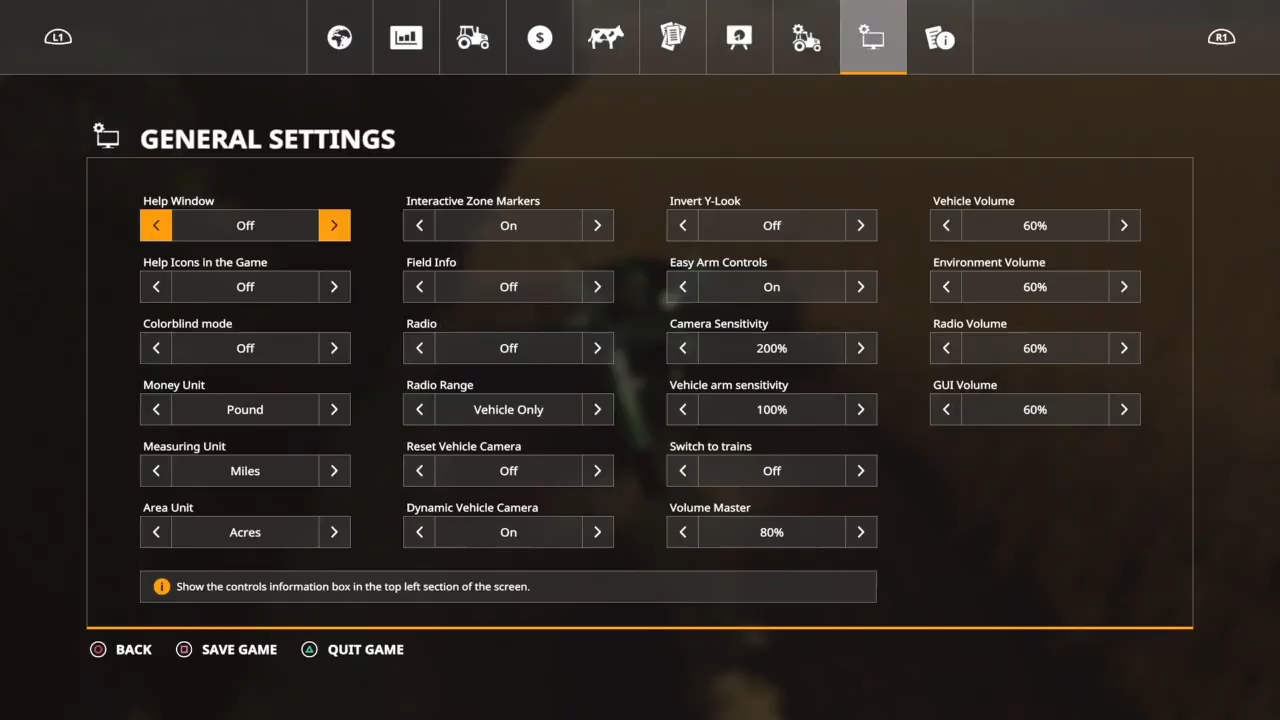 L1
$
R1
GENERAL SETTINGS
Help Window
Off
Help Icons in the Game
Off
Colorblind mode
Off
Money Unit
Pound
Measuring Unit
Miles
Area Unit
Acres
Interactive Zone Markers
On
Field Info
Off
Radio
Off
Radio Range
Vehicle Only
Reset Vehicle Camera
Off
Dynamic Vehicle Camera
On
Invert Y-Look
Off
Easy Arm Controls
On
Camera Sensitivity
200%
Vehicle arm sensitivity
100%
Switch to trains
Off
Volume Master
80%
Vehicle Volume
60%
Environment Volume
60%
Radio Volume
60%
GUI Volume
60%
Show the controls information box in the top left section of the screen.
BACK SAVE GAME QUIT GAME